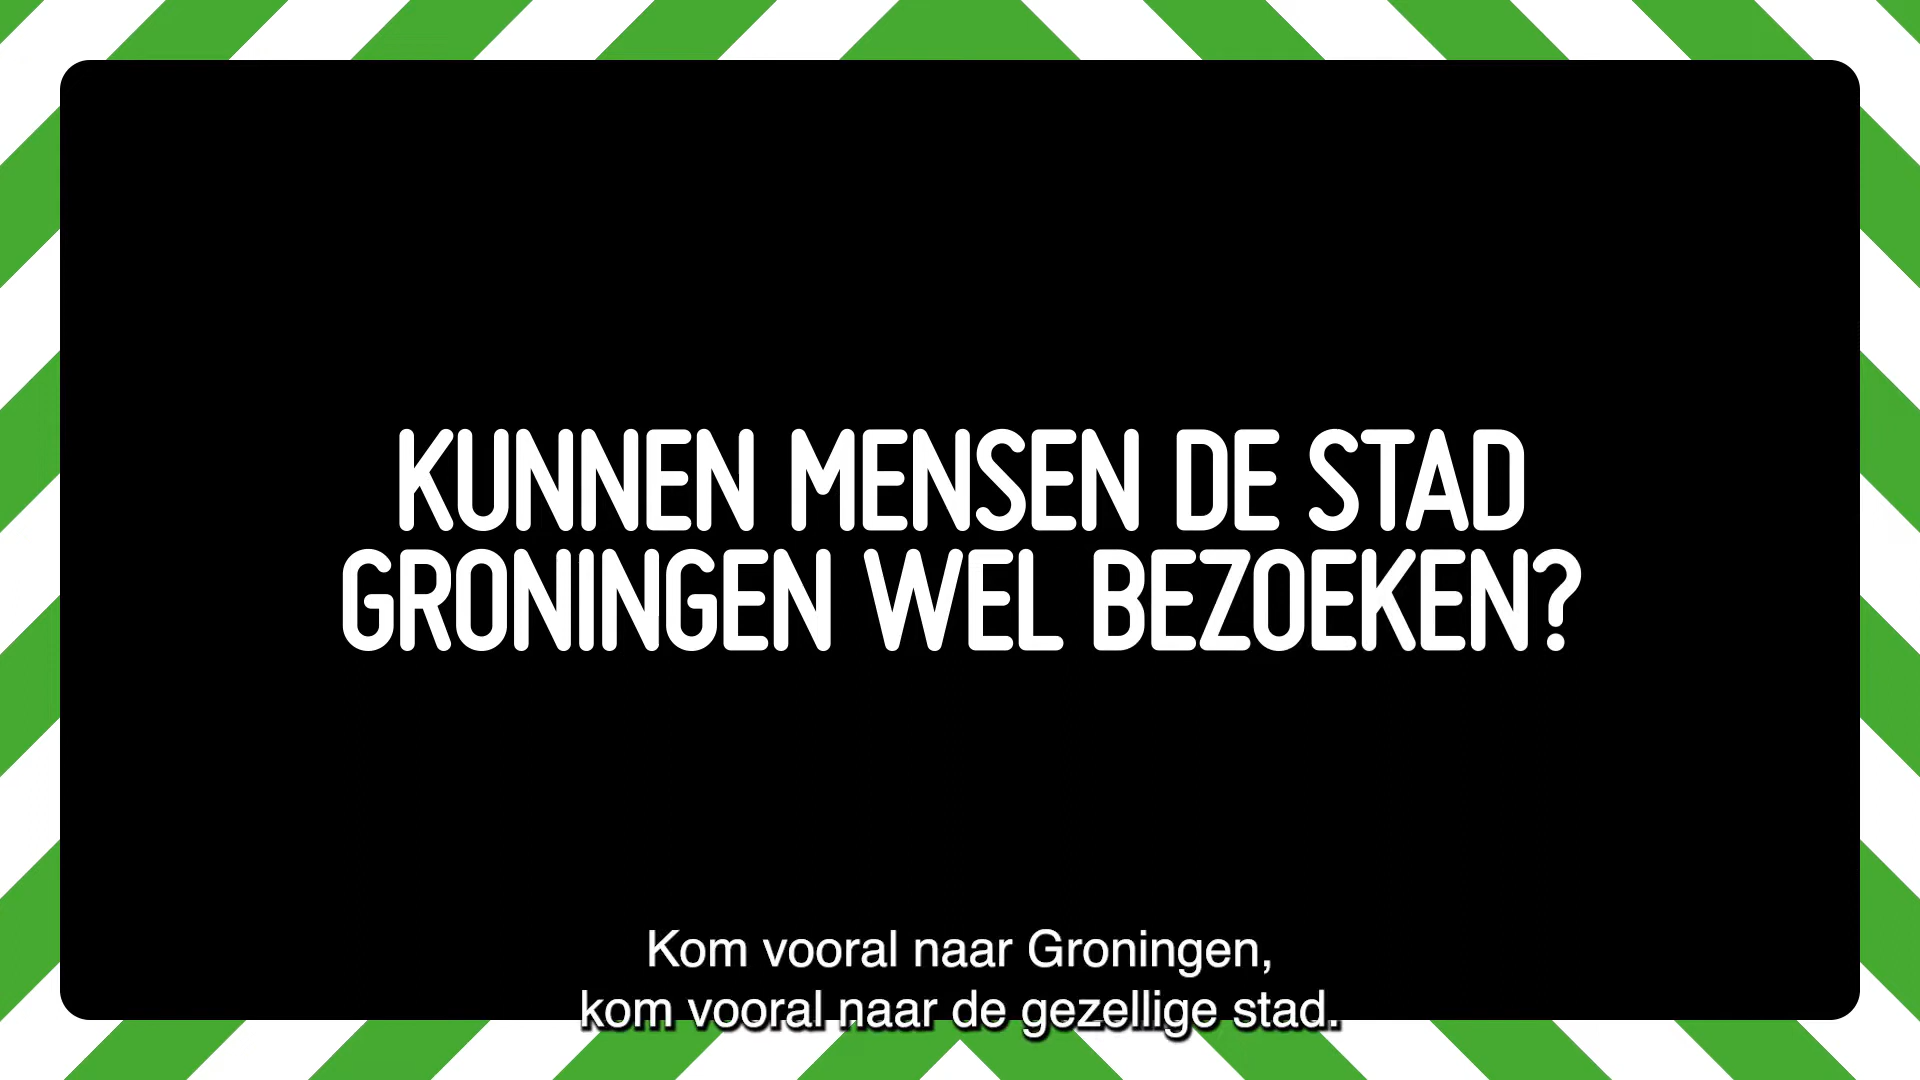 KUNNEN MENSEN DE STAD
GRONINGEN WEL BEZOEKEN?
Kom vooral naar Groningen,
kom vooral naar de gezellige stad.